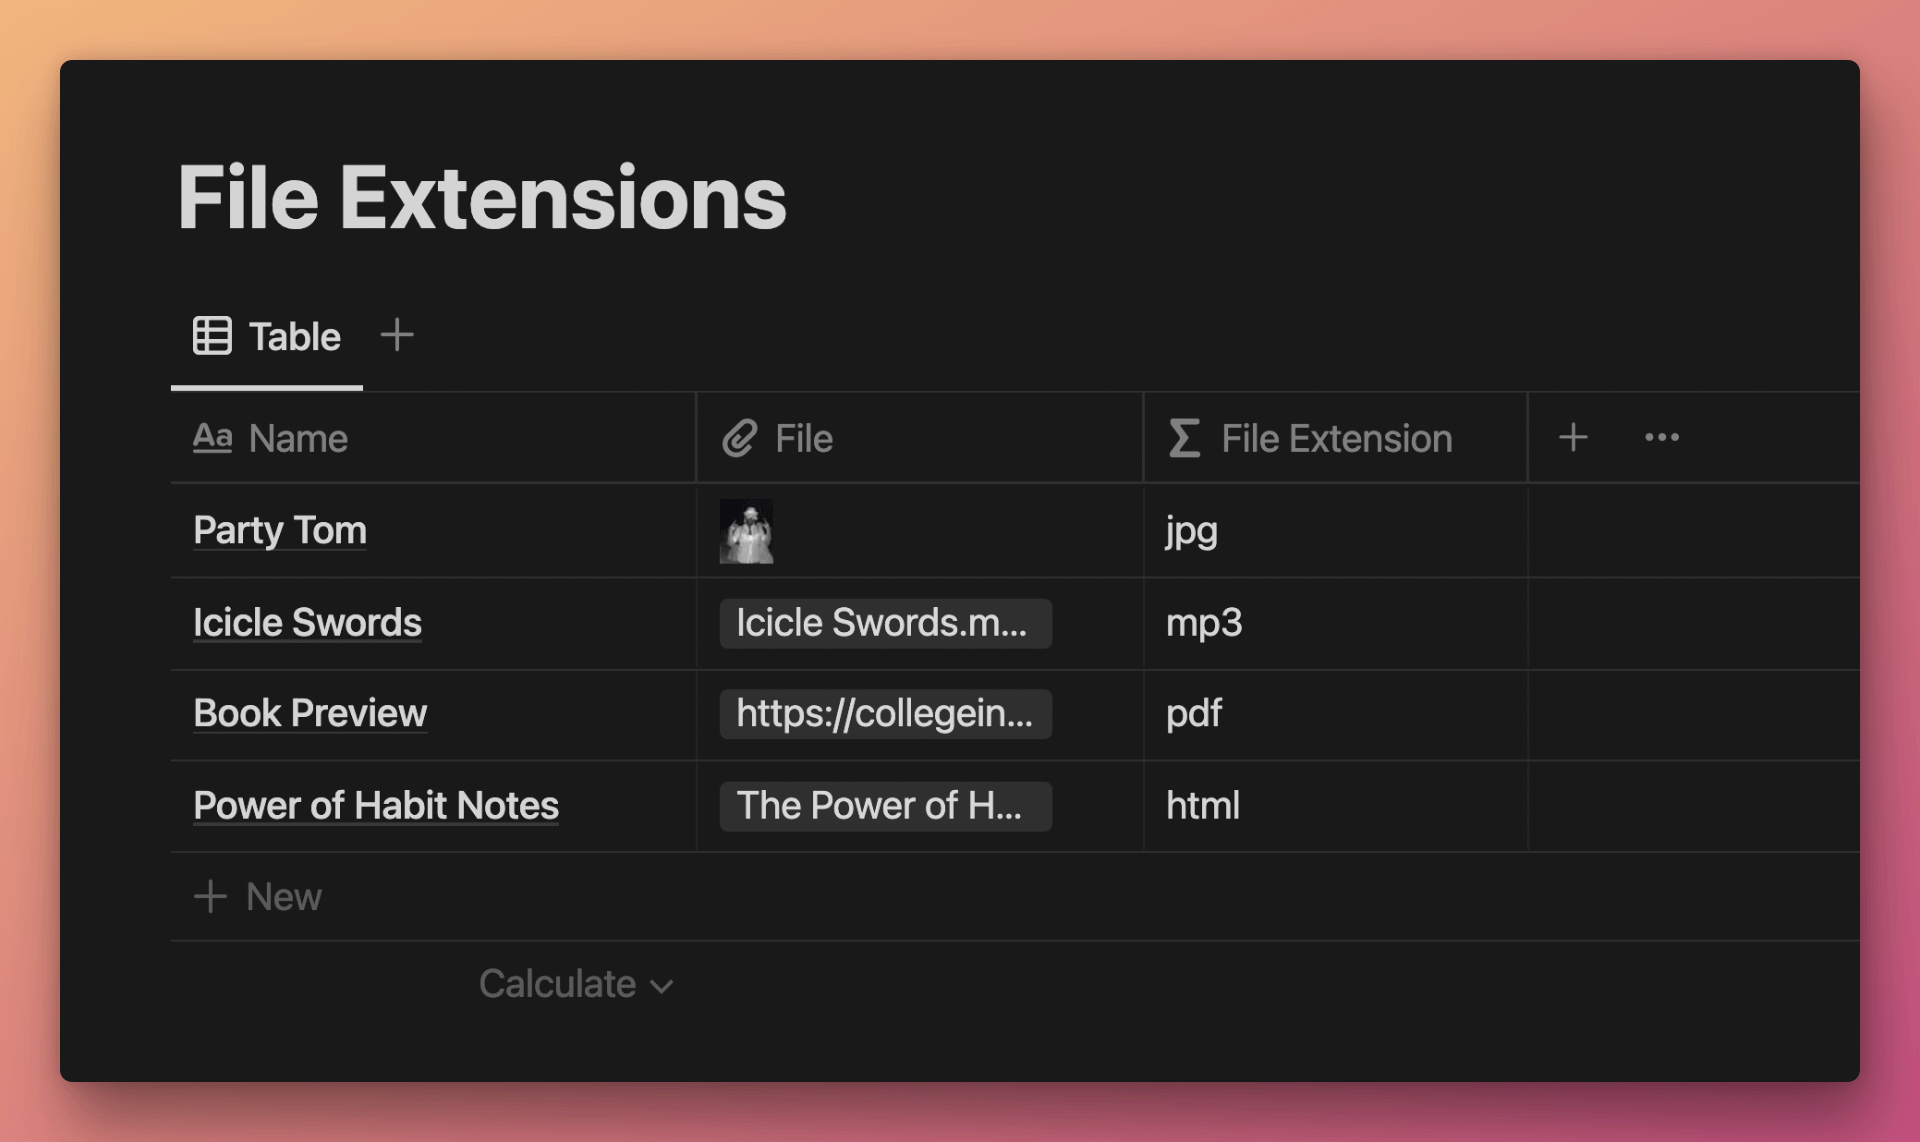 File Extensions
Table
Aa Name File File Extension
Party Tom jpg
Icicle Swords Icicle Swords.m... mp3
Book Preview https://collegein... pdf
Power of Habit Notes The Power of H... html
New
Calculate